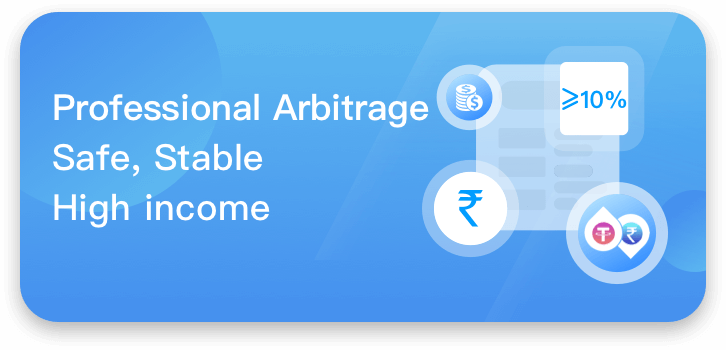 Professional Arbitrage
Safe, Stable
High income
⩾10%
$
$
₹
₹